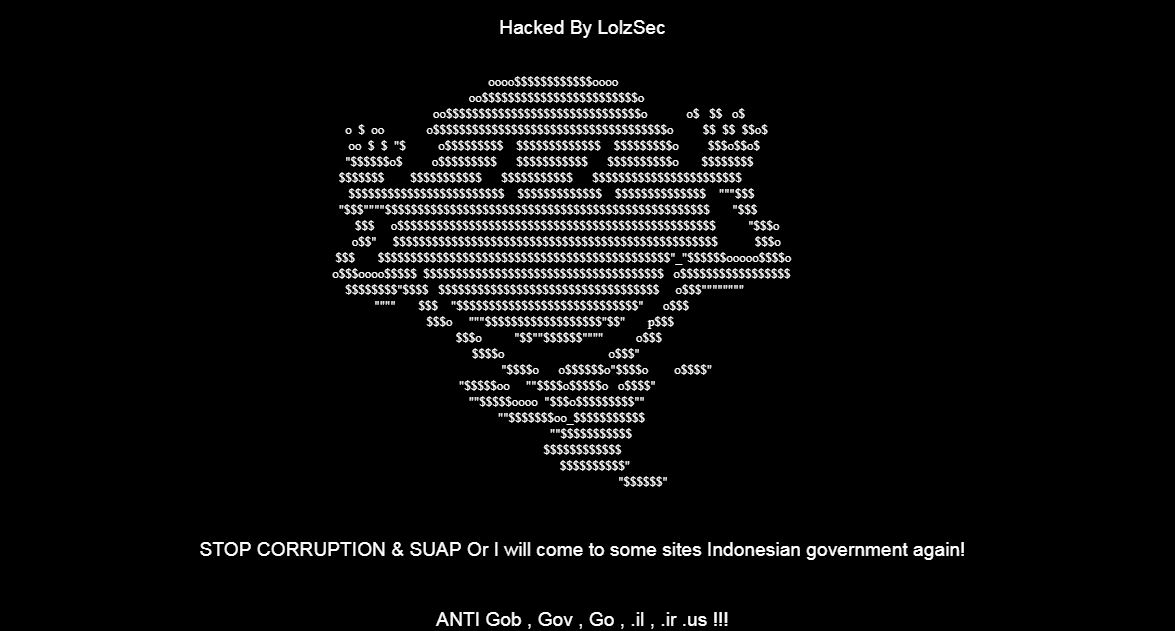 Hacked By LolzSec
oooo$$$$$$$$$$$$oooo
oo$$$$$$$$$$$$$$$$$$$$$$$$o
oo$$$$$$$$$$$$$$$$$$$$$$$$$$$$$$o o$ $$ o$
o $ oo o$$$$$$$$$$$$$$$$$$$$$$$$$$$$$$$$$$$$o $$ $$ $$o$
oo $ $ "$ o$$$$$$$$$ $$$$$$$$$$$$$ $$$$$$$$$o $$$o$$o$
"$$$$$$o$ o$$$$$$$$$ $$$$$$$$$$$ $$$$$$$$$$o $$$$$$$$
$$$$$$$ $$$$$$$$$$$ $$$$$$$$$$$ $$$$$$$$$$$$$$$$$$$$$$$
$$$$$$$$$$$$$$$$$$$$$$$$ $$$$$$$$$$$$$ $$$$$$$$$$$$$$ """$$$
"$$$""""$$$$$$$$$$$$$$$$$$$$$$$$$$$$$$$$$$$$$$$$$$$$$$$$$$ "$$$
$$$ o$$$$$$$$$$$$$$$$$$$$$$$$$$$$$$$$$$$$$$$$$$$$$$$$$ "$$$o
o$$" $$$$$$$$$$$$$$$$$$$$$$$$$$$$$$$$$$$$$$$$$$$$$$$$$$ $$$o
$$$ $$$$$$$$$$$$$$$$$$$$$$$$$$$$$$$$$$$$$$$$$$$$$"_"$$$$$$ooooo$$$$o
o$$$oooo$$$$$ $$$$$$$$$$$$$$$$$$$$$$$$$$$$$$$$$$$$$ o$$$$$$$$$$$$$$$$$
$$$$$$$$"$$$$ $$$$$$$$$$$$$$$$$$$$$$$$$$$$$$$$$$ o$$$""""""""
"""" $$$ "$$$$$$$$$$$$$$$$$$$$$$$$$$$$" o$$$
$$$o """$$$$$$$$$$$$$$$$$$"$$" p$$$
$$$o "$$""$$$$$$"""" o$$$
$$$$o o$$$"
"$$$$o o$$$$$$o"$$$$o o$$$$"
"$$$$$oo ""$$$$o$$$$$o o$$$$"
""$$$$$oooo "$$$o$$$$$$$$$""
""$$$$$$$oo_$$$$$$$$$$$
""$$$$$$$$$$$
$$$$$$$$$$$$
$$$$$$$$$$"
"$$$$$$"
STOP CORRUPTION & SUAP Or I will come to some sites Indonesian government again!
ANTI Gob , Gov , Go , .il , .ir .us !!!